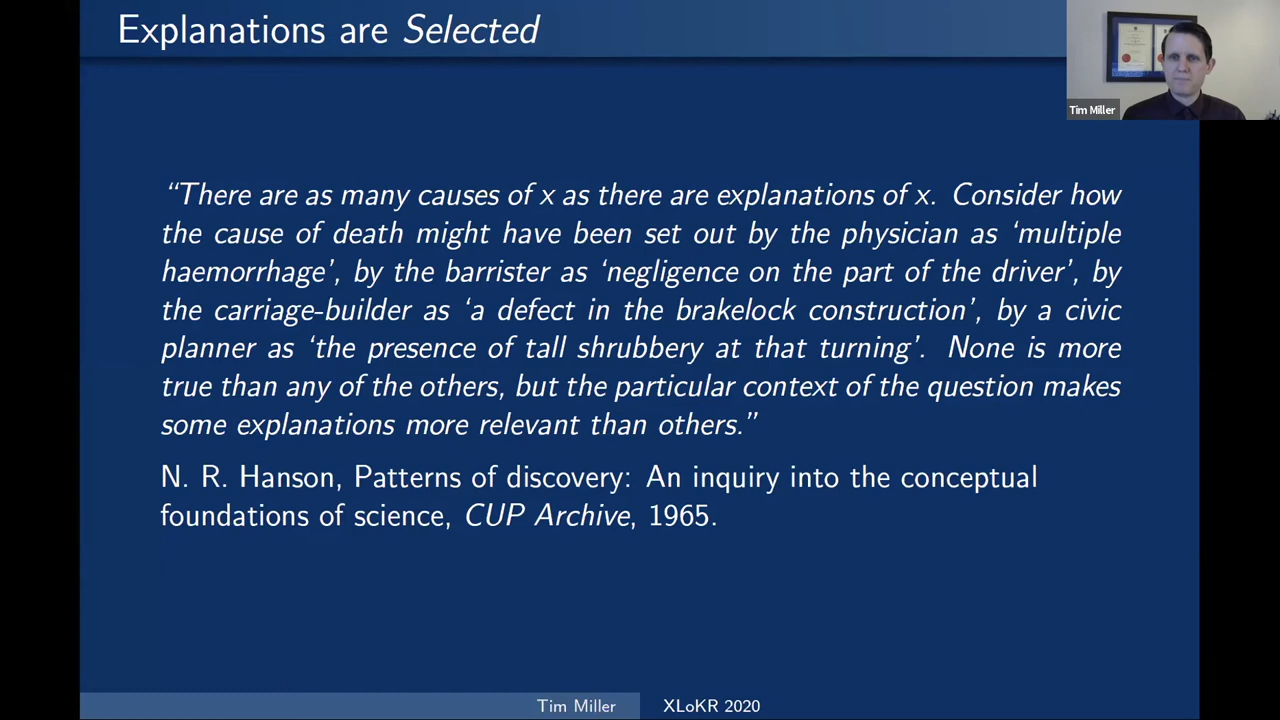 Explanations are Selected
Tim Miller
“There are as many causes of x as there are explanations of x. Consider how
the cause of death might have been set out by the physician as ‘multiple
haemorrhage’, by the barrister as ‘negligence on the part of the driver’, by
the carriage-builder as ‘a defect in the brakelock construction’, by a civic
planner as ‘the presence of tall shrubbery at that turning’. None is more
true than any of the others, but the particular context of the question makes
some explanations more relevant than others.”
N. R. Hanson, Patterns of discovery: An inquiry into the conceptual
foundations of science, CUP Archive, 1965.
Tim Miller XLoKR 2020